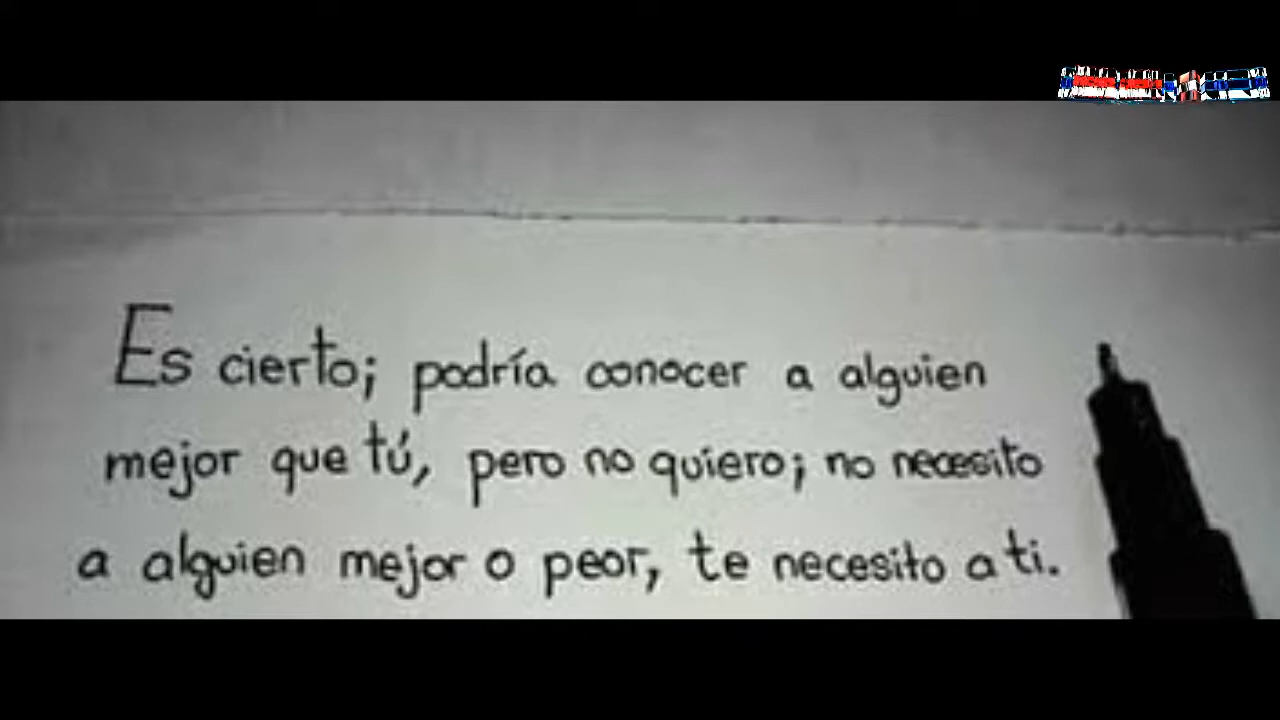 Es cierto; podría conocer a alguien
mejor que tú, pero no quiero; no necesito
a alguien mejor o peor, te necesito a ti.